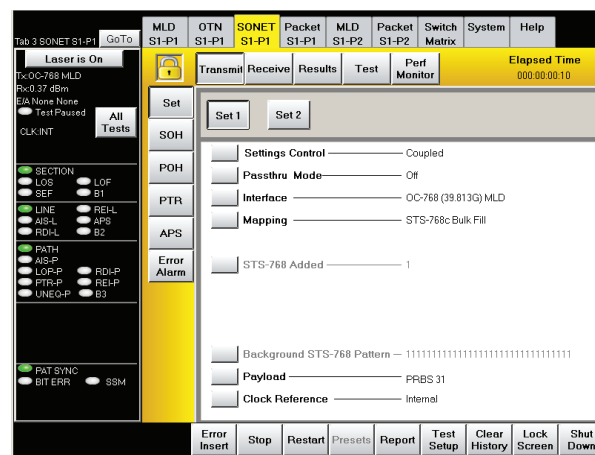 Tab 3 SONET S1-P1 GoTo
MLD S1-P1
OTN S1-P1
SONET S1-P1
Packet S1-P1
MLD S1-P2
Packet S1-P2
Switch Matrix
System
Help
Laser is On
Tx:OC-768 MLD
Rx:0.37 dBm
E/A None None
Test Paused
All Tests
CLK:INT
Transmit Receive Results Test Perf Monitor
Elapsed Time
000:00:00:10
SECTION
LOS LOF
SEF B1
LINE REI-L
AIS-L APS
RDI-L B2
PATH
AIS-P
LOP-P RDI-P
PTR-P REI-P
UNEQ-P B3
PAT SYNC
BIT ERR SSM
Set
SOH
POH
PTR
APS
Error Alarm
Set 1 Set 2
Settings Control Coupled
Passthru Mode Off
Interface OC-768 (39.813G) MLD
Mapping STS-768c Bulk Fill
STS-768 Added 1
Background STS-768 Pattern
Payload PRBS 31
Clock Reference Internal
Error Insert
Stop
Restart
Presets
Report
Test Setup
Clear History
Lock Screen
Shut Down